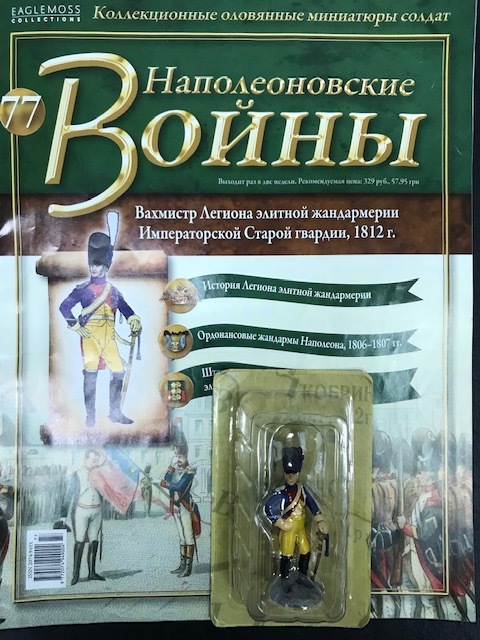 EAGLEMOSS
COLLECTIONS
Коллекционные оловянные миниатюры солдат
77
Наполеоновские
Войны
Выходит раз в две недели. Рекомендуемая цена: 329 руб., 57,95 грн
Вахмистр Легиона элитной жандармерии
Императорской Старой гвардии, 1812 г.
История Легиона элитной жандармерии
Ордонансовые жандармы Наполеона, 1806–1807 гг.
КОБРИН